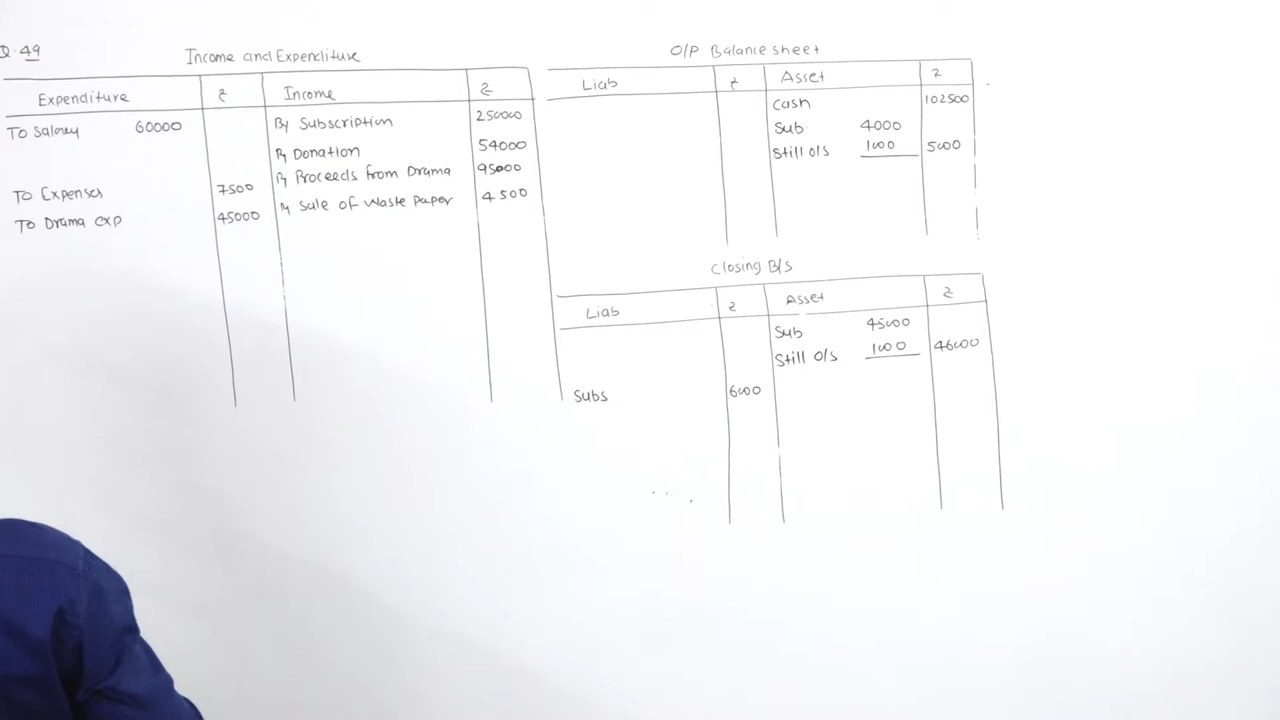 Q.49
Income and Expenditure
Expenditure ₹ Income ₹
To Salary 60000 By Subscription 250000
By Donation 54000
By Proceeds from Drama 95000
To Expenses 7500 By Sale of Waste Paper 4500
To Drama exp 45000
O/P Balance sheet
Liab ₹ Asset ₹
Cash 102500
Sub 4000
Still o/s 1000 5000
Closing B/s
Liab ₹ Asset ₹
Sub 45000
Still O/s 1000 46000
Subs 6000